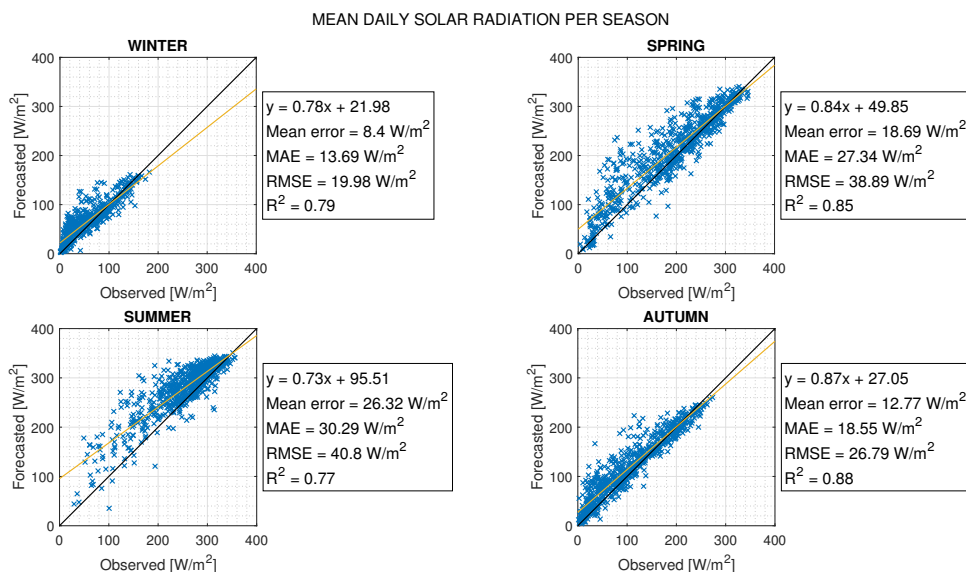 MEAN DAILY SOLAR RADIATION PER SEASON
WINTER
400
300
200
100
0
Forecasted [W/m²]
0 100 200 300 400
Observed [W/m²]
y = 0.78x + 21.98
Mean error = 8.4 W/m²
MAE = 13.69 W/m²
RMSE = 19.98 W/m²
R² = 0.79
SPRING
400
300
200
100
0
Forecasted [W/m²]
0 100 200 300 400
Observed [W/m²]
y = 0.84x + 49.85
Mean error = 18.69 W/m²
MAE = 27.34 W/m²
RMSE = 38.89 W/m²
R² = 0.85
SUMMER
400
300
200
100
0
Forecasted [W/m²]
0 100 200 300 400
Observed [W/m²]
y = 0.73x + 95.51
Mean error = 26.32 W/m²
MAE = 30.29 W/m²
RMSE = 40.8 W/m²
R² = 0.77
AUTUMN
400
300
200
100
0
Forecasted [W/m²]
0 100 200 300 400
Observed [W/m²]
y = 0.87x + 27.05
Mean error = 12.77 W/m²
MAE = 18.55 W/m²
RMSE = 26.79 W/m²
R² = 0.88